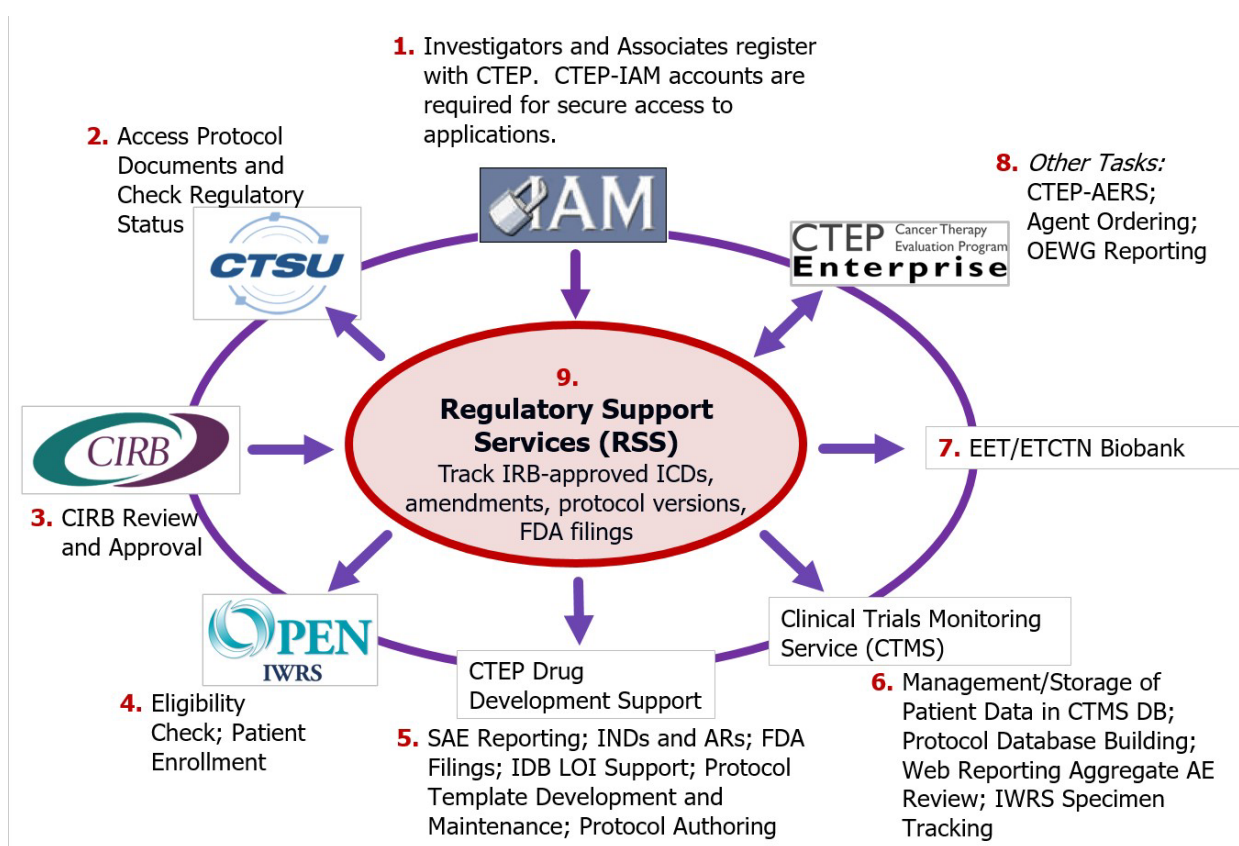 1. Investigators and Associates register
with CTEP.  CTEP-IAM accounts are
required for secure access to
applications.
IAM
2. Access Protocol
Documents and
Check Regulatory
Status
CTSU
8. Other Tasks:
CTEP-AERS;
Agent Ordering;
OEWG Reporting
CTEP Cancer Therapy
Evaluation Program
Enterprise
9.
Regulatory Support
Services (RSS)
Track IRB-approved ICDs,
amendments, protocol versions,
FDA filings
CIRB
3. CIRB Review
and Approval
7. EET/ETCTN Biobank
OPEN
IWRS
4. Eligibility
Check; Patient
Enrollment
CTEP Drug
Development Support
5. SAE Reporting; INDs and ARs; FDA
Filings; IDB LOI Support; Protocol
Template Development and
Maintenance; Protocol Authoring
Clinical Trials Monitoring
Service (CTMS)
6. Management/Storage of
Patient Data in CTMS DB;
Protocol Database Building;
Web Reporting Aggregate AE
Review; IWRS Specimen
Tracking